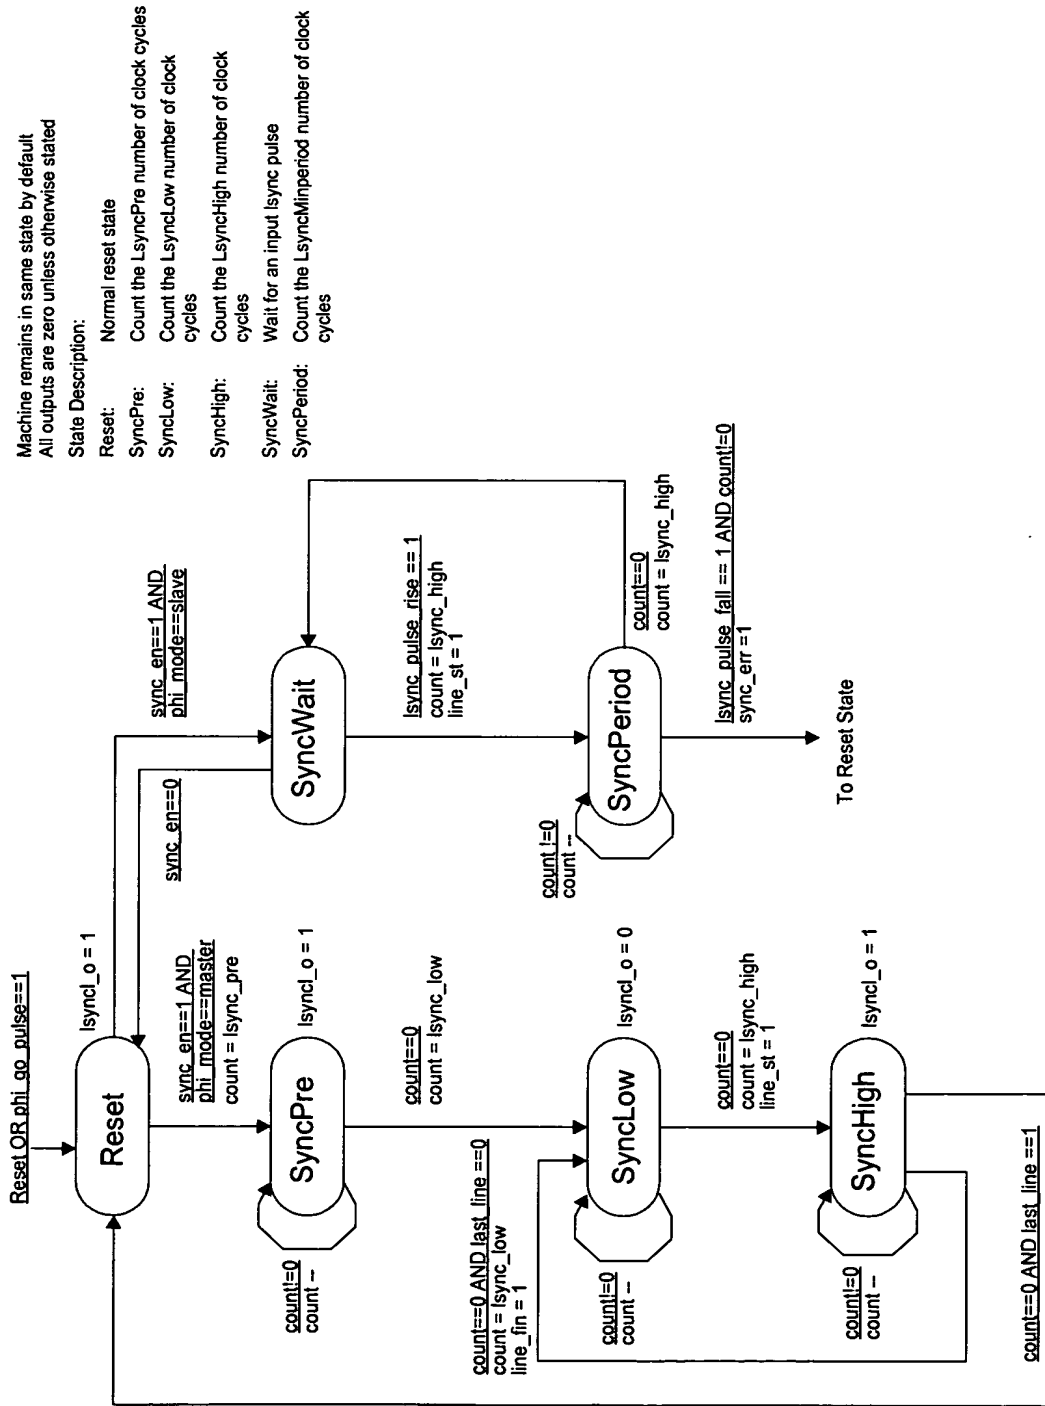 Machine remains in same state by default
All outputs are zero unless otherwise stated
State Description:
Reset: Normal reset state
SyncPre: Count the LsyncPre number of clock cycles
SyncLow: Count the LsyncLow number of clock
cycles
SyncHigh: Count the LsyncHigh number of clock
cycles
SyncWait: Wait for an input lsync pulse
SyncPeriod: Count the LsyncMinperiod number of clock
cycles
Reset OR phi_go_pulse==1
Reset
lsyncl_o = 1
sync_en==0
sync_en==1 AND
phi_mode==slave
sync_en==1 AND
phi_mode==master
count = lsync_pre
SyncPre
lsyncl_o = 1
count!=0
count --
count==0
count = lsync_low
SyncWait
lsync_pulse_rise == 1
count = lsync_high
line_st = 1
count==0 AND last_line ==0
count = lsync_low
line_fin = 1
SyncLow
lsyncl_o = 0
count!=0
count --
count !=0
count --
SyncPeriod
count==0
count = lsync_high
count==0
count = lsync_high
line_st = 1
lsync_pulse_fall == 1 AND count!=0
sync_err =1
To Reset State
SyncHigh
lsyncl_o = 1
count!=0
count --
count==0 AND last_line ==1